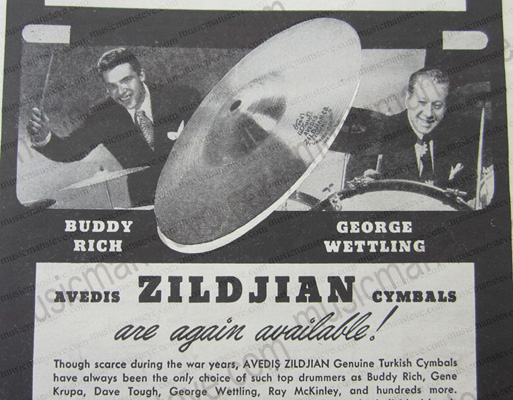 BUDDY
RICH
GEORGE
WETTLING
AVEDIS ZILDJIAN CYMBALS
are again available!
Though scarce during the war years, AVEDIS ZILDJIAN Genuine Turkish Cymbals
have always been the only choice of such top drummers as Buddy Rich, Gene
Krupa, Dave Tough, George Wettling, Ray McKinley, and hundreds more.